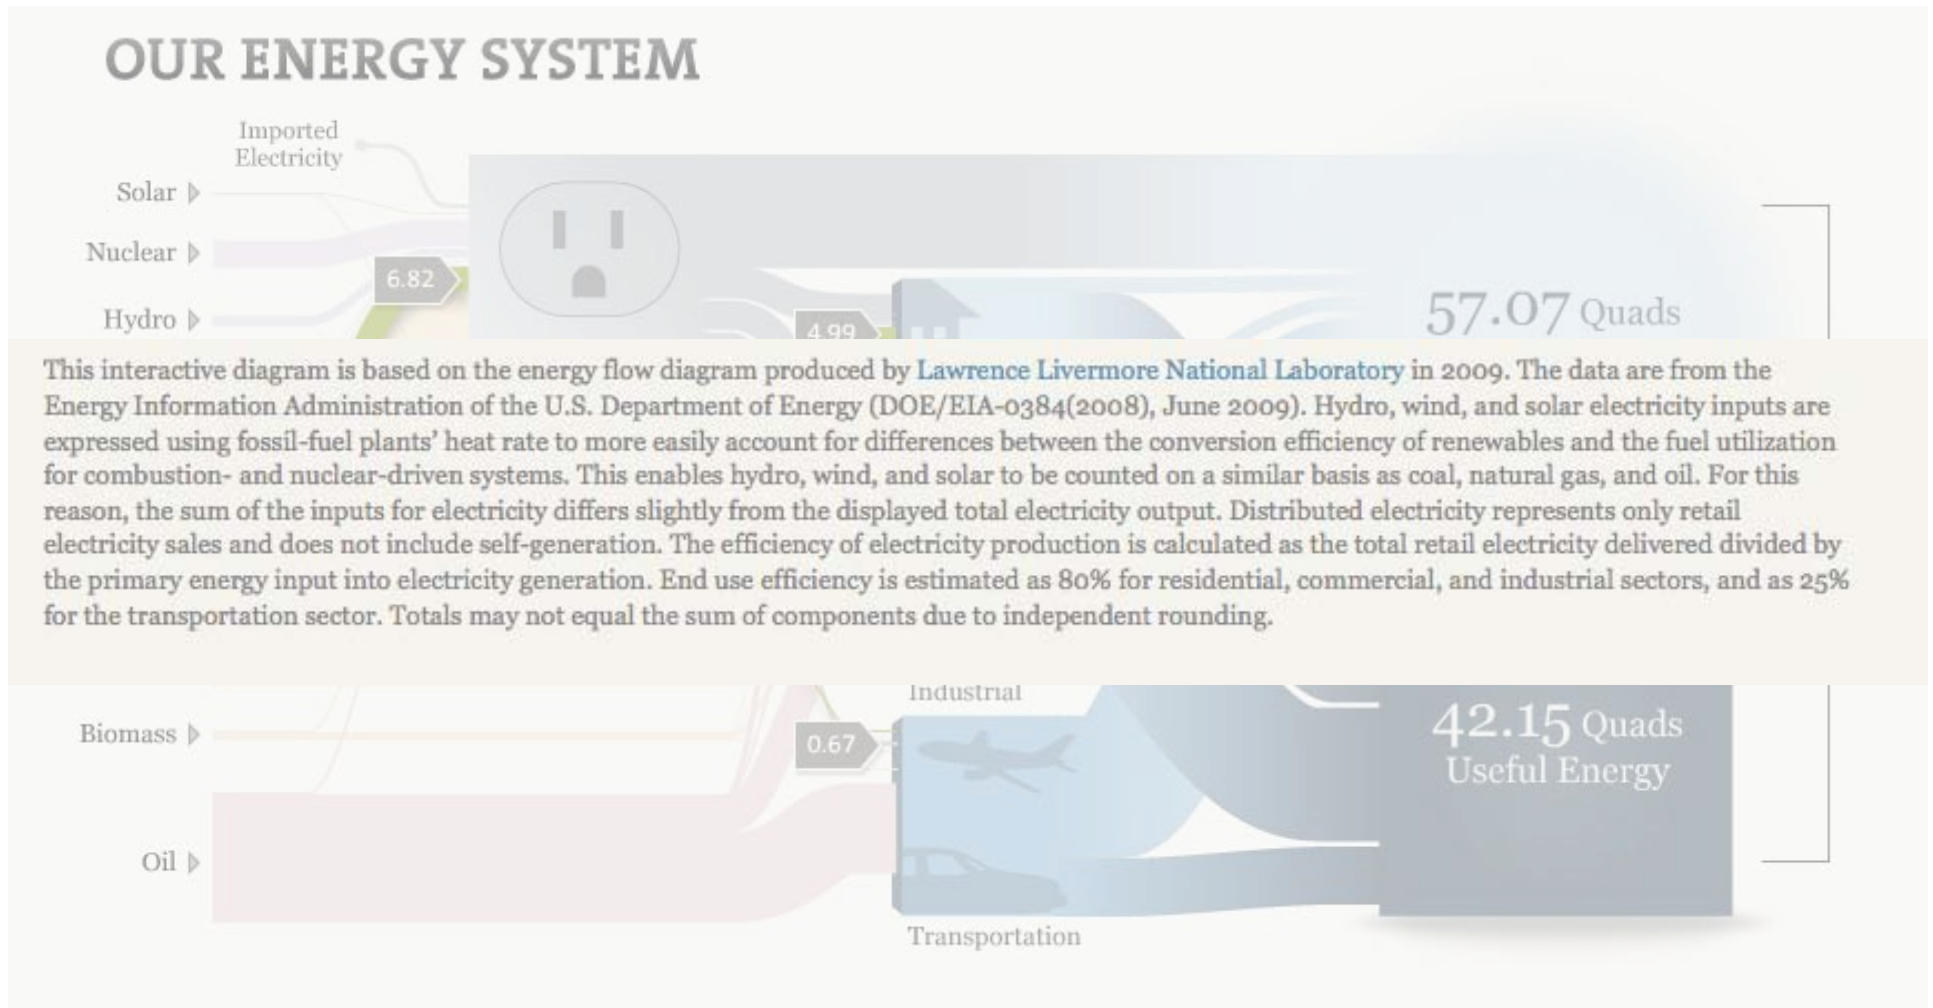 OUR ENERGY SYSTEM
Imported
Electricity
Solar
Nuclear
6.82
Hydro
4.99
57.07 Quads
This interactive diagram is based on the energy flow diagram produced by Lawrence Livermore National Laboratory in 2009. The data are from the
Energy Information Administration of the U.S. Department of Energy (DOE/EIA-0384(2008), June 2009). Hydro, wind, and solar electricity inputs are
expressed using fossil-fuel plants’ heat rate to more easily account for differences between the conversion efficiency of renewables and the fuel utilization
for combustion- and nuclear-driven systems. This enables hydro, wind, and solar to be counted on a similar basis as coal, natural gas, and oil. For this
reason, the sum of the inputs for electricity differs slightly from the displayed total electricity output. Distributed electricity represents only retail
electricity sales and does not include self-generation. The efficiency of electricity production is calculated as the total retail electricity delivered divided by
the primary energy input into electricity generation. End use efficiency is estimated as 80% for residential, commercial, and industrial sectors, and as 25%
for the transportation sector. Totals may not equal the sum of components due to independent rounding.
Industrial
Biomass
0.67
42.15 Quads
Useful Energy
Oil
Transportation